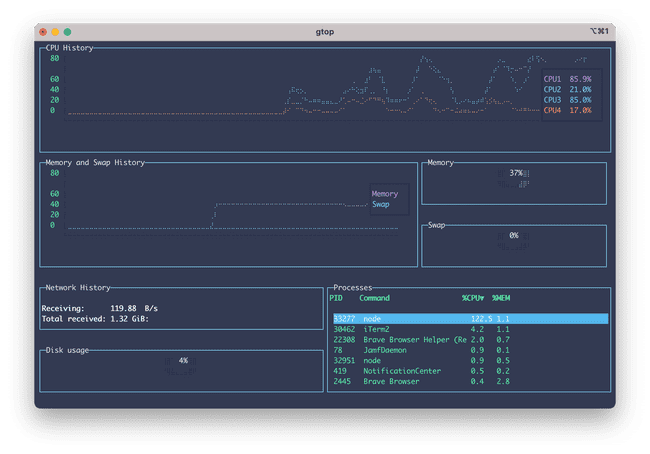 gtop
⌥⌘1
CPU History
80
60
40
20
0
CPU1 85.9%
CPU2 21.0%
CPU3 85.0%
CPU4 17.0%
Memory and Swap History
80
60
40
20
0
Memory
Swap
Memory
37%
Swap
0%
Network History
Receiving: 119.88 B/s
Total received: 1.32 GiB:
Disk usage
4%
Processes
PID Command %CPU▼ %MEM
33277 node 122.5 1.1
30462 iTerm2 4.2 1.1
22308 Brave Browser Helper (Re 2.0 0.7
78 JamfDaemon 0.9 0.1
32951 node 0.9 0.5
419 NotificationCenter 0.5 0.2
2445 Brave Browser 0.4 2.8